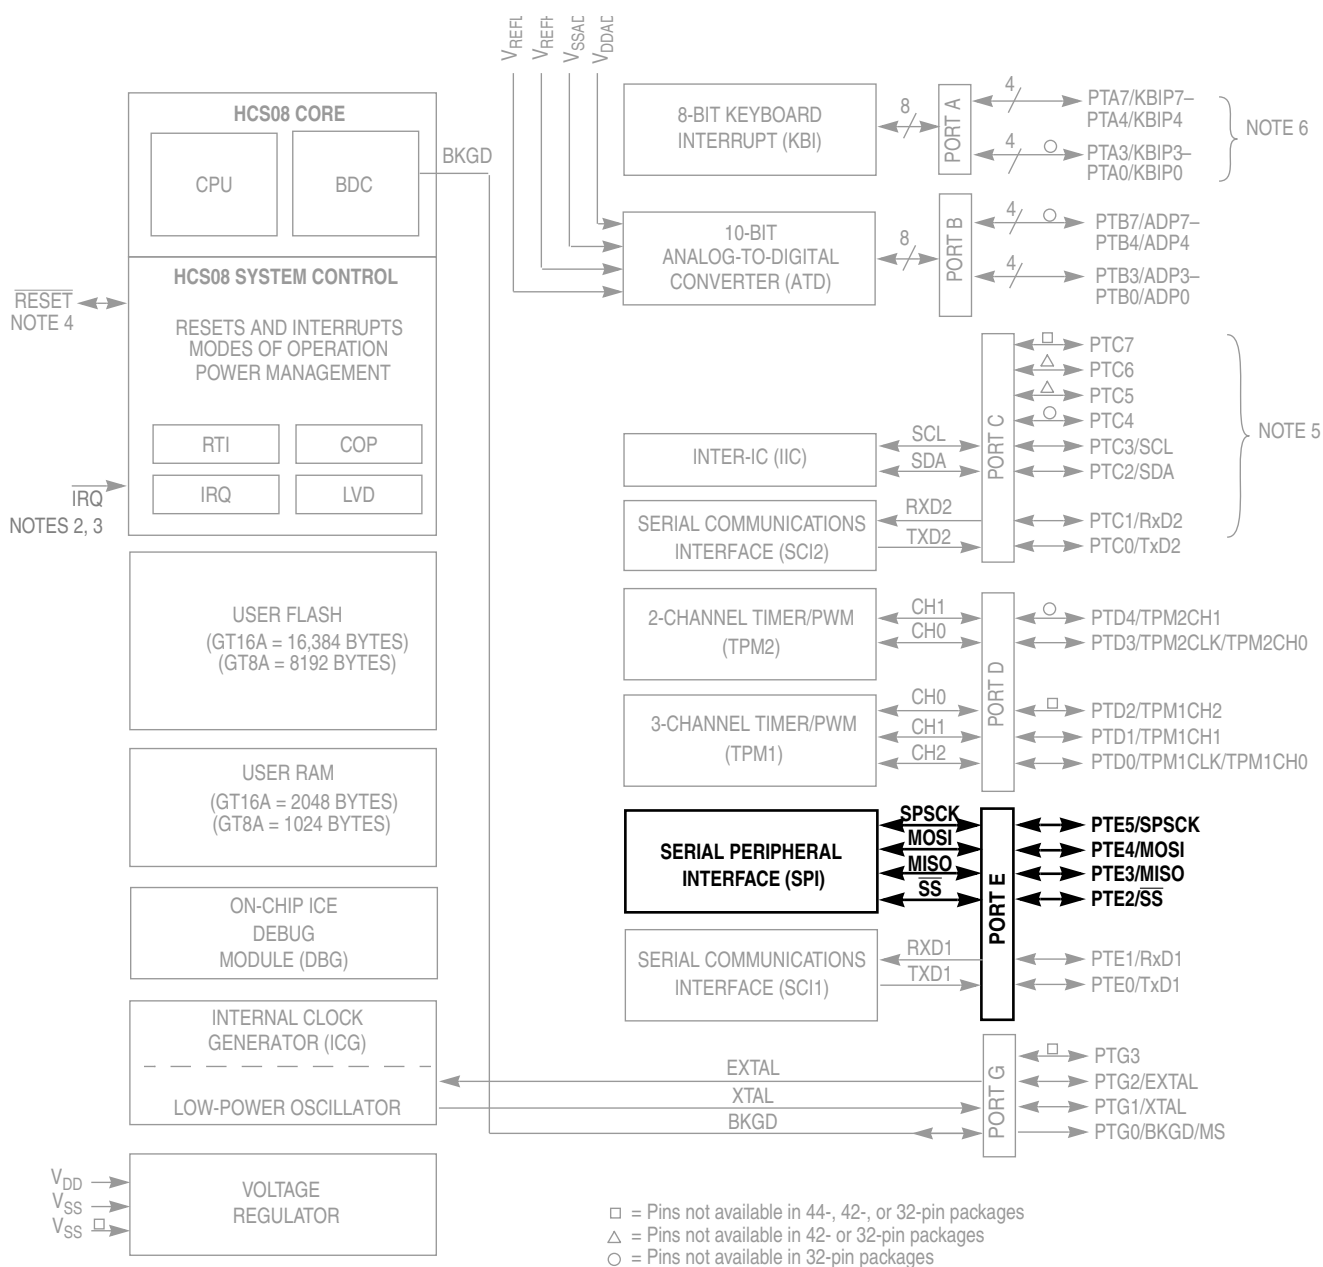 VREFL
VREFH
VSSAD
VDDAD
HCS08 CORE
CPU
BDC
BKGD
HCS08 SYSTEM CONTROL
RESET
NOTE 4
RESETS AND INTERRUPTS
MODES OF OPERATION
POWER MANAGEMENT
RTI
COP
IRQ
LVD
IRQ
NOTES 2, 3
USER FLASH
(GT16A = 16,384 BYTES)
(GT8A = 8192 BYTES)
USER RAM
(GT16A = 2048 BYTES)
(GT8A = 1024 BYTES)
ON-CHIP ICE
DEBUG
MODULE (DBG)
INTERNAL CLOCK
GENERATOR (ICG)
LOW-POWER OSCILLATOR
VDD
VSS
VSS
VOLTAGE
REGULATOR
8-BIT KEYBOARD
INTERRUPT (KBI)
8
PORT A
4
PTA7/KBIP7–
PTA4/KBIP4
4
PTA3/KBIP3–
PTA0/KBIP0
NOTE 6
10-BIT
ANALOG-TO-DIGITAL
CONVERTER (ATD)
8
PORT B
4
PTB7/ADP7–
PTB4/ADP4
4
PTB3/ADP3–
PTB0/ADP0
INTER-IC (IIC)
SCL
SDA
SERIAL COMMUNICATIONS
INTERFACE (SCI2)
RXD2
TXD2
PORT C
PTC7
PTC6
PTC5
PTC4
PTC3/SCL
PTC2/SDA
PTC1/RxD2
PTC0/TxD2
NOTE 5
2-CHANNEL TIMER/PWM
(TPM2)
CH1
CH0
3-CHANNEL TIMER/PWM
(TPM1)
CH0
CH1
CH2
PORT D
PTD4/TPM2CH1
PTD3/TPM2CLK/TPM2CH0
PTD2/TPM1CH2
PTD1/TPM1CH1
PTD0/TPM1CLK/TPM1CH0
SERIAL PERIPHERAL
INTERFACE (SPI)
SPSCK
MOSI
MISO
SS
SERIAL COMMUNICATIONS
INTERFACE (SCI1)
RXD1
TXD1
PORT E
PTE5/SPSCK
PTE4/MOSI
PTE3/MISO
PTE2/SS
PTE1/RxD1
PTE0/TxD1
EXTAL
XTAL
BKGD
PORT G
PTG3
PTG2/EXTAL
PTG1/XTAL
PTG0/BKGD/MS
□ = Pins not available in 44-, 42-, or 32-pin packages
△ = Pins not available in 42- or 32-pin packages
○ = Pins not available in 32-pin packages